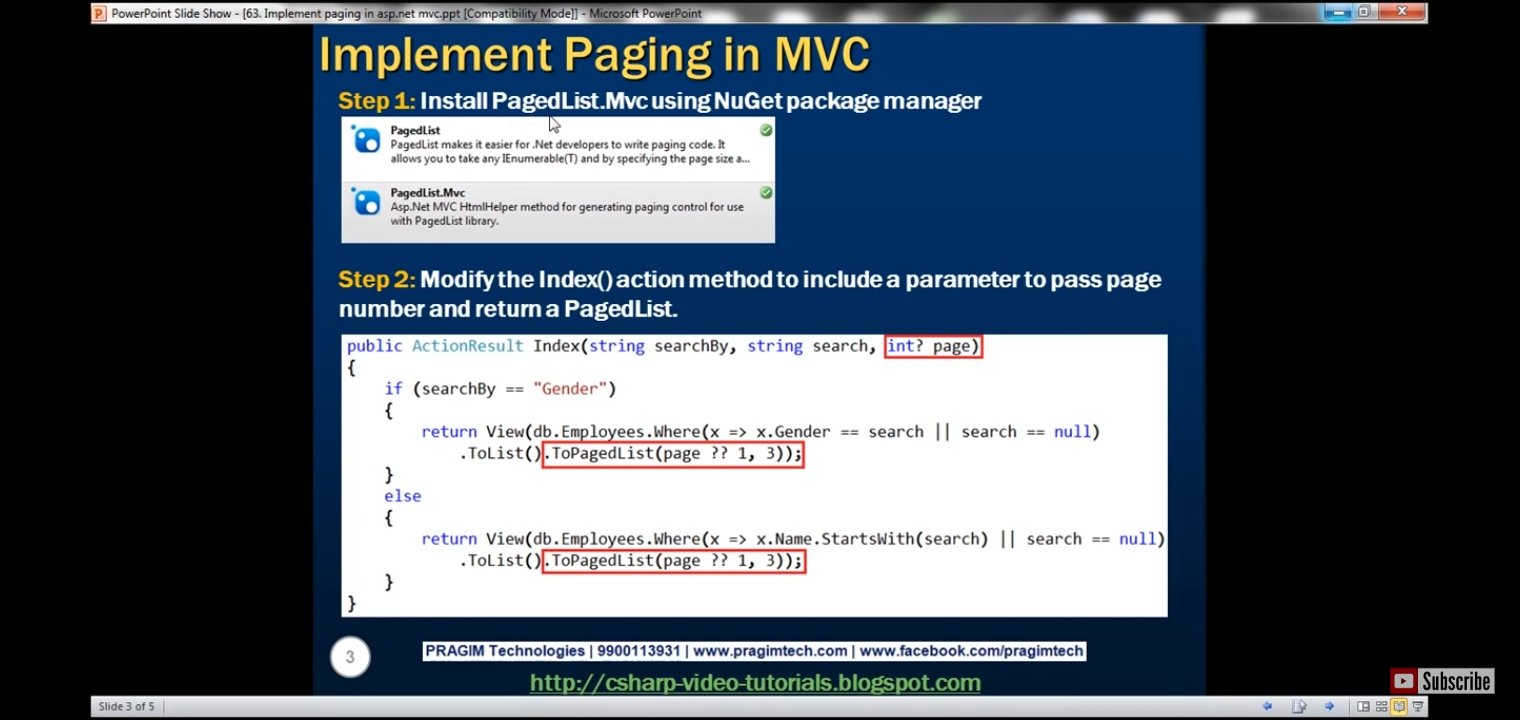 PowerPoint Slide Show - [63. Implement paging in asp.net mvc.ppt [Compatibility Mode]] - Microsoft PowerPoint
Implement Paging in MVC
Step 1: Install PagedList.Mvc using NuGet package manager
PagedList
PagedList makes it easier for .Net developers to write paging code. It
allows you to take any IEnumerable(T) and by specifying the page size a...
PagedList.Mvc
Asp.Net MVC HtmlHelper method for generating paging control for use
with PagedList library.
Step 2: Modify the Index() action method to include a parameter to pass page
number and return a PagedList.
public ActionResult Index(string searchBy, string search, int? page)
{
    if (searchBy == "Gender")
    {
        return View(db.Employees.Where(x => x.Gender == search || search == null)
            .ToList().ToPagedList(page ?? 1, 3));
    }
    else
    {
        return View(db.Employees.Where(x => x.Name.StartsWith(search) || search == null)
            .ToList().ToPagedList(page ?? 1, 3));
    }
}
3
PRAGIM Technologies | 9900113931 | www.pragimtech.com | www.facebook.com/pragimtech
http://csharp-video-tutorials.blogspot.com
Subscribe
Slide 3 of 5